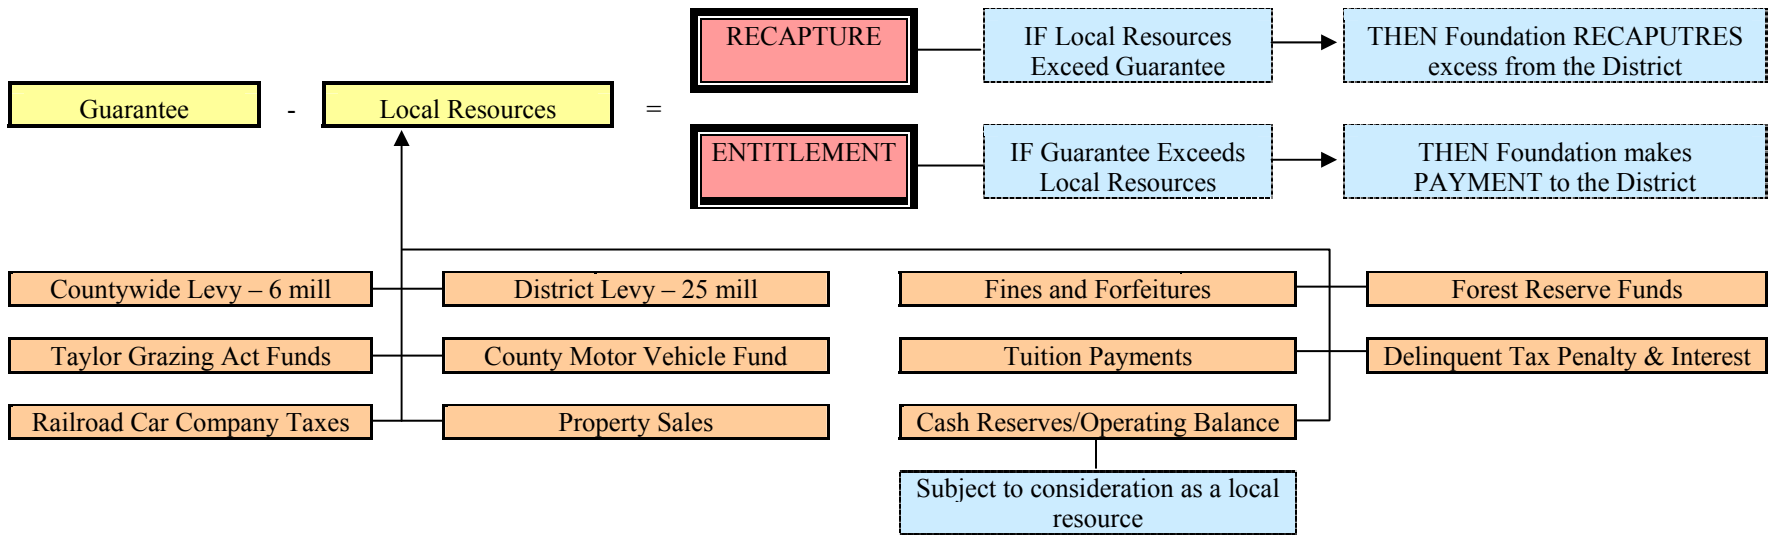 RECAPTURE
IF Local Resources
Exceed Guarantee
THEN Foundation RECAPUTRES
excess from the District
Guarantee
-
Local Resources
=
ENTITLEMENT
IF Guarantee Exceeds
Local Resources
THEN Foundation makes
PAYMENT to the District
Countywide Levy – 6 mill
District Levy – 25 mill
Fines and Forfeitures
Forest Reserve Funds
Taylor Grazing Act Funds
County Motor Vehicle Fund
Tuition Payments
Delinquent Tax Penalty & Interest
Railroad Car Company Taxes
Property Sales
Cash Reserves/Operating Balance
Subject to consideration as a local
resource